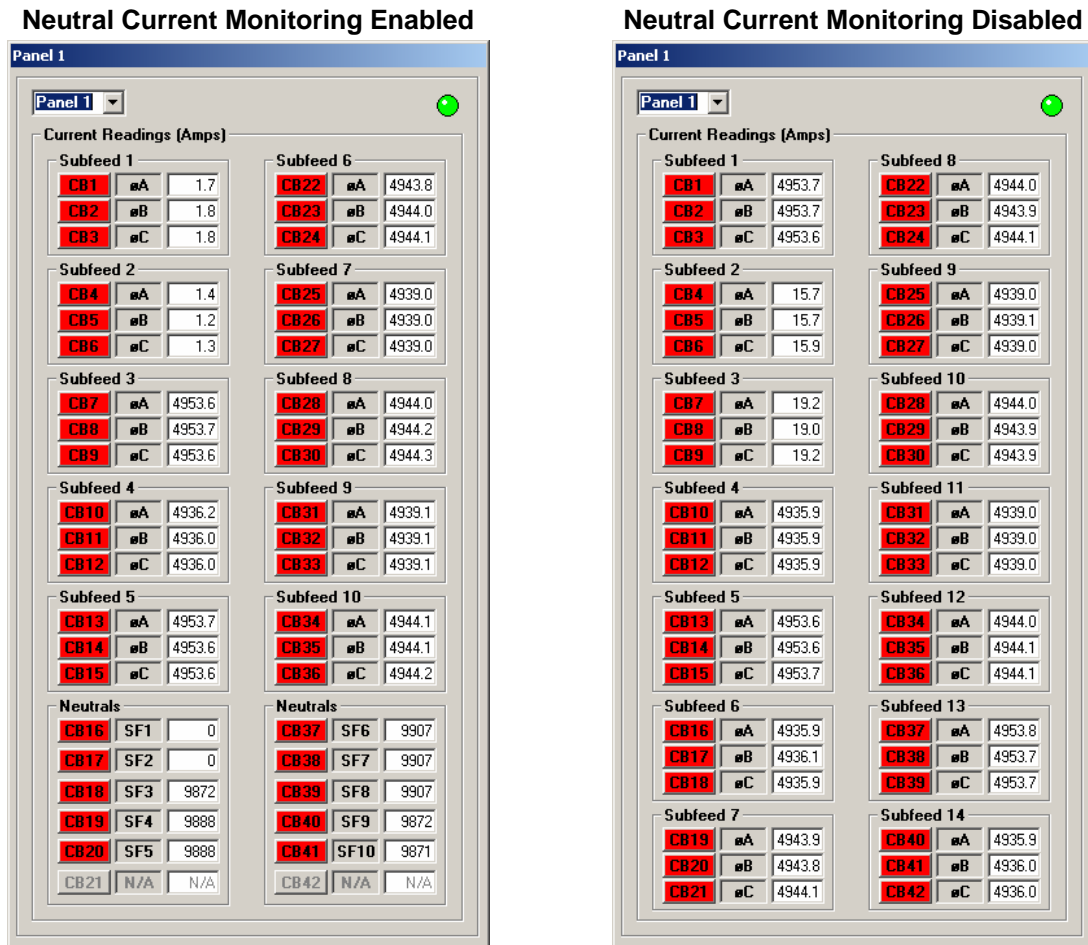 Neutral Current Monitoring Enabled
Panel 1
Panel 1
Current Readings (Amps)
Subfeed 1
CB1 øA 1.7
CB2 øB 1.8
CB3 øC 1.8
Subfeed 2
CB4 øA 1.4
CB5 øB 1.2
CB6 øC 1.3
Subfeed 3
CB7 øA 4953.6
CB8 øB 4953.7
CB9 øC 4953.6
Subfeed 4
CB10 øA 4936.2
CB11 øB 4936.0
CB12 øC 4936.0
Subfeed 5
CB13 øA 4953.7
CB14 øB 4953.6
CB15 øC 4953.6
Neutrals
CB16 SF1 0
CB17 SF2 0
CB18 SF3 9872
CB19 SF4 9888
CB20 SF5 9888
CB21 N/A N/A
Subfeed 6
CB22 øA 4943.8
CB23 øB 4944.0
CB24 øC 4944.1
Subfeed 7
CB25 øA 4939.0
CB26 øB 4939.0
CB27 øC 4939.0
Subfeed 8
CB28 øA 4944.0
CB29 øB 4944.2
CB30 øC 4944.3
Subfeed 9
CB31 øA 4939.1
CB32 øB 4939.1
CB33 øC 4939.1
Subfeed 10
CB34 øA 4944.1
CB35 øB 4944.1
CB36 øC 4944.2
Neutrals
CB37 SF6 9907
CB38 SF7 9907
CB39 SF8 9907
CB40 SF9 9872
CB41 SF10 9871
CB42 N/A N/A
Neutral Current Monitoring Disabled
Panel 1
Panel 1
Current Readings (Amps)
Subfeed 1
CB1 øA 4953.7
CB2 øB 4953.7
CB3 øC 4953.6
Subfeed 2
CB4 øA 15.7
CB5 øB 15.7
CB6 øC 15.9
Subfeed 3
CB7 øA 19.2
CB8 øB 19.0
CB9 øC 19.2
Subfeed 4
CB10 øA 4935.9
CB11 øB 4935.9
CB12 øC 4935.9
Subfeed 5
CB13 øA 4953.6
CB14 øB 4953.6
CB15 øC 4953.7
Subfeed 6
CB16 øA 4935.9
CB17 øB 4936.1
CB18 øC 4935.9
Subfeed 7
CB19 øA 4943.9
CB20 øB 4943.8
CB21 øC 4944.1
Subfeed 8
CB22 øA 4944.0
CB23 øB 4943.9
CB24 øC 4944.1
Subfeed 9
CB25 øA 4939.0
CB26 øB 4939.1
CB27 øC 4939.0
Subfeed 10
CB28 øA 4944.0
CB29 øB 4943.9
CB30 øC 4943.9
Subfeed 11
CB31 øA 4939.0
CB32 øB 4939.0
CB33 øC 4939.0
Subfeed 12
CB34 øA 4944.0
CB35 øB 4944.1
CB36 øC 4944.1
Subfeed 13
CB37 øA 4953.8
CB38 øB 4953.7
CB39 øC 4953.7
Subfeed 14
CB40 øA 4935.9
CB41 øB 4936.0
CB42 øC 4936.0